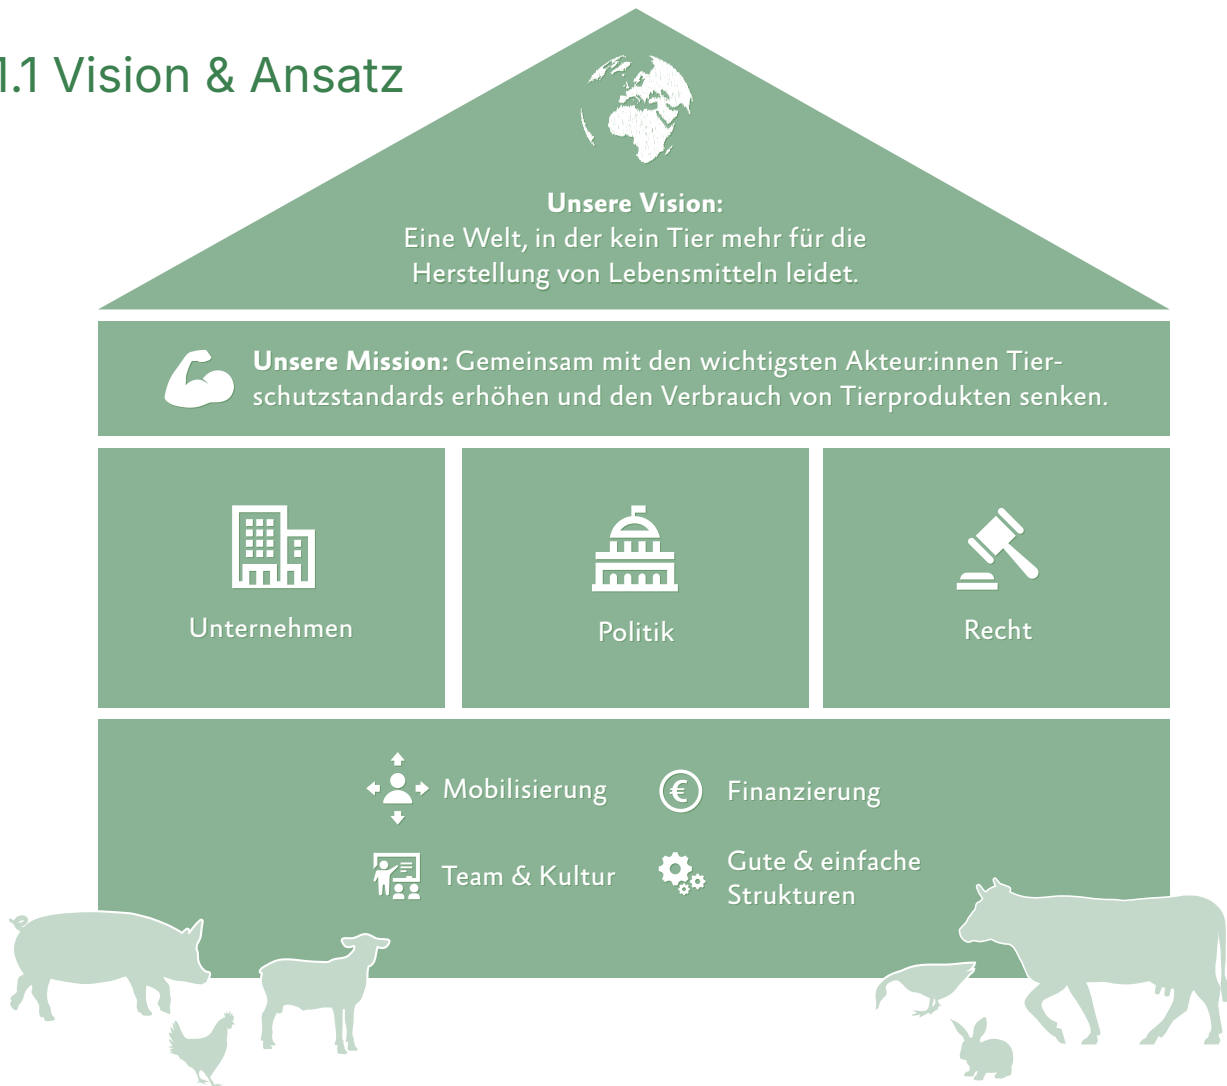 1.1 Vision & Ansatz
Unsere Vision:
Eine Welt, in der kein Tier mehr für die
Herstellung von Lebensmitteln leidet.
Unsere Mission: Gemeinsam mit den wichtigsten Akteur:innen Tier-
schutzstandards erhöhen und den Verbrauch von Tierprodukten senken.
Unternehmen
Politik
Recht
Mobilisierung
Finanzierung
Team & Kultur
Gute & einfache
Strukturen